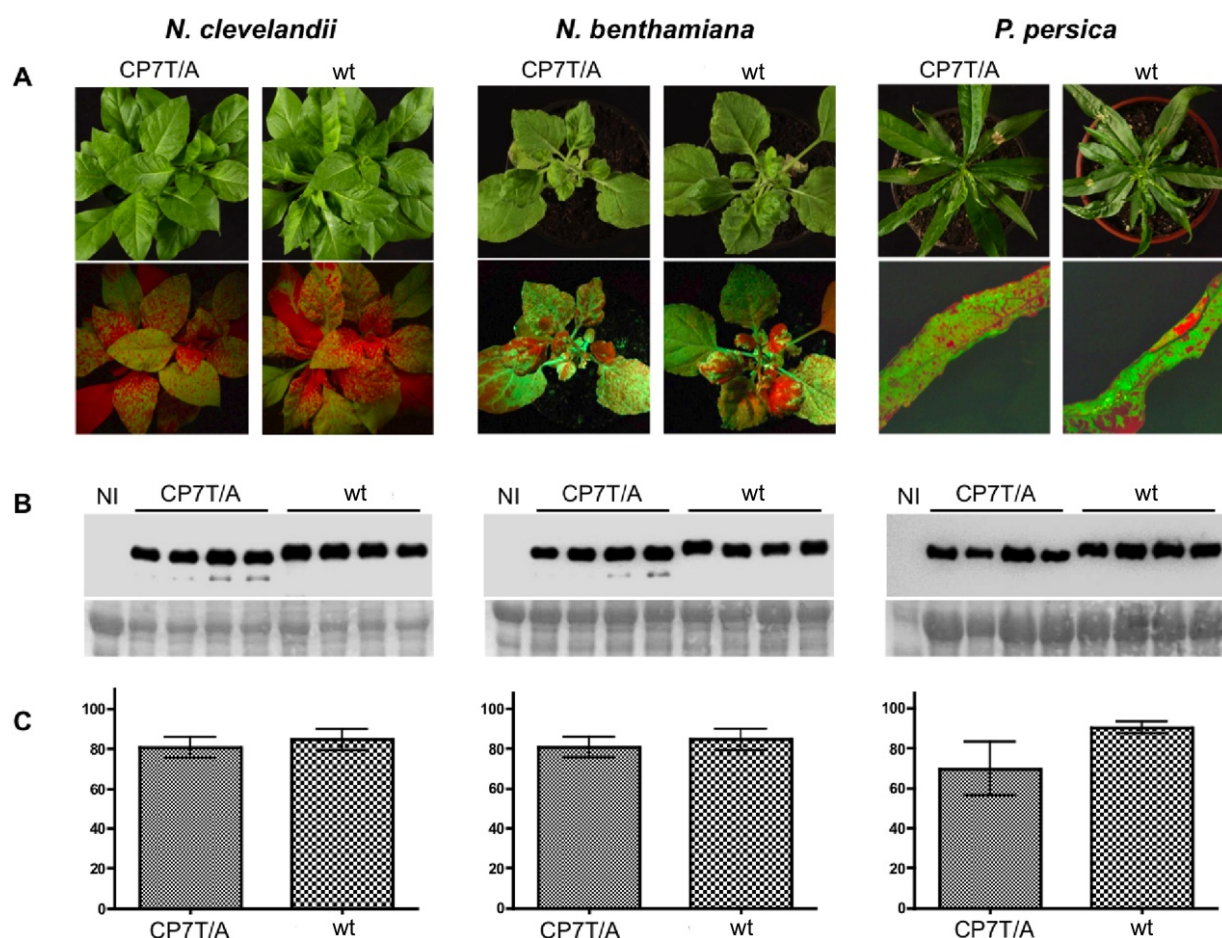 N. clevelandii N. benthamiana P. persica
A CP7T/A wt CP7T/A wt CP7T/A wt
B NI CP7T/A wt NI CP7T/A wt NI CP7T/A wt
C
100 100 100
80 80 80
60 60 60
40 40 40
20 20 20
0 0 0
CP7T/A wt CP7T/A wt CP7T/A wt